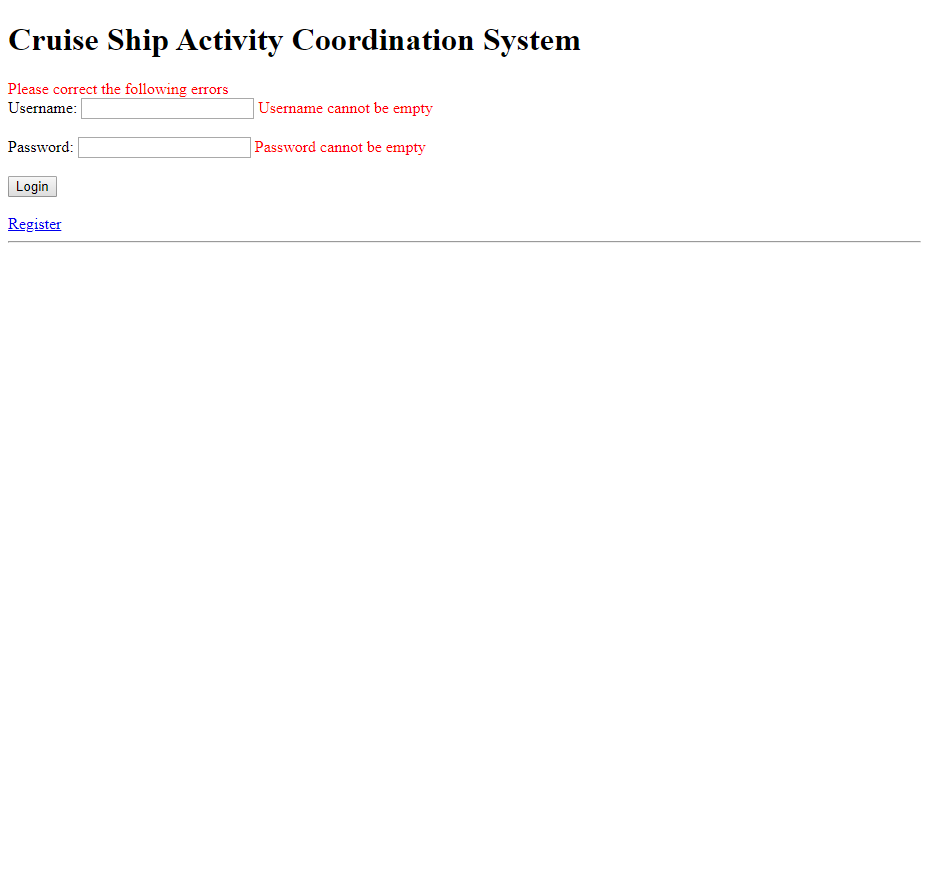 Cruise Ship Activity Coordination System
Please correct the following errors
Username: Username cannot be empty
Password: Password cannot be empty
Login
Register